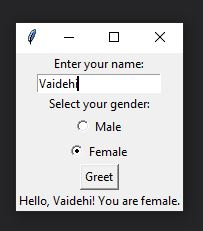 Enter your name:
Vaidehi
Select your gender:
Male
Female
Greet
Hello, Vaidehi! You are female.